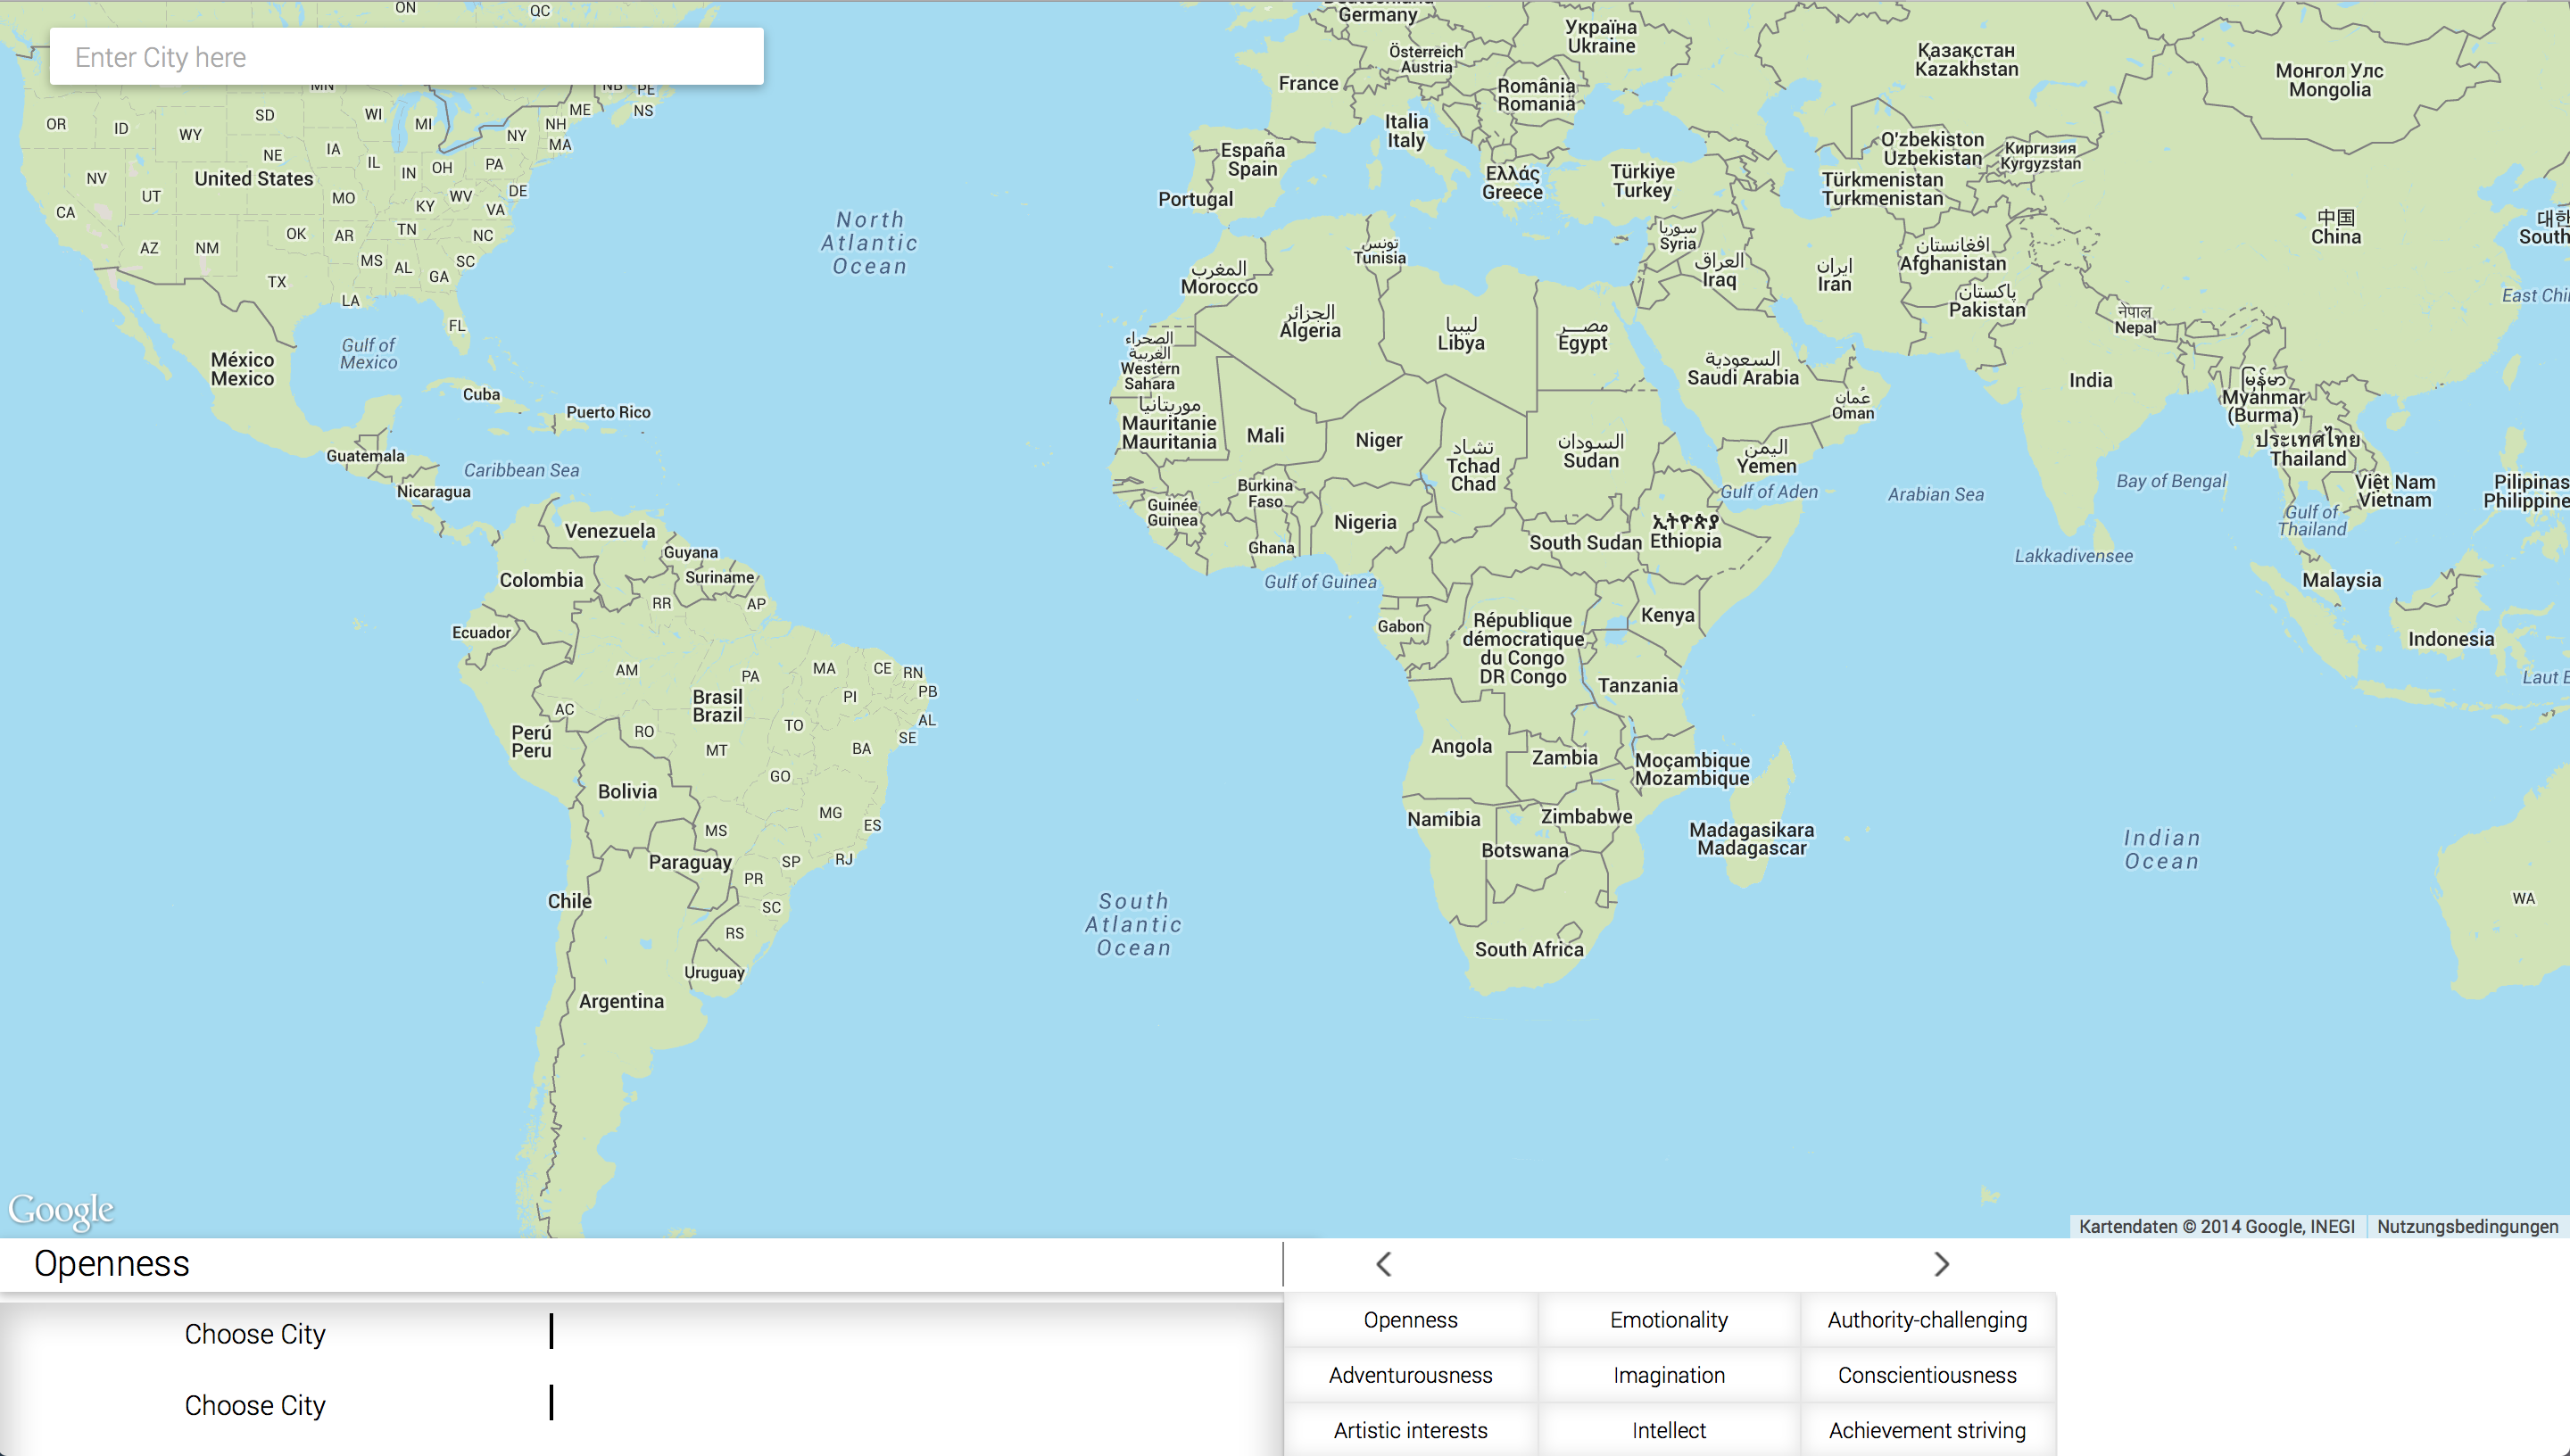 ON
QC
Deutschland
Germany
Україна
Ukraine
Enter City here
Österreich
Austria
Қазақстан
Kazakhstan
France
România
Romania
Монгол Улс
Mongolia
MN
NB
PE
OR
ID
WY
SD
WI
MI
ME
NS
NH
NY
MA
Italia
Italy
O'zbekiston
Uzbekistan
Киргизия
Kyrgyzstan
NE
IA
IL
IN
OH
PA
España
Spain
NV
UT
United States
MO
KY
WV
VA
DE
Ελλάς
Greece
Türkiye
Turkey
Türkmenistan
Turkmenistan
Portugal
CA
AZ
NM
OK
AR
TN
NC
North
Atlantic
Ocean
تونس
Tunisia
سوريا
Syria
افغانستان
Afghanistan
中国
China
South
TX
MS
AL
GA
SC
LA
FL
المغرب
Morocco
العراق
Iraq
ایران
Iran
پاکستان
Pakistan
नेपाल
Nepal
East Chi
الجزائر
Algeria
ليبيا
Libya
مصر
Egypt
Gulf of
Mexico
México
Mexico
الصحراء
الغربية
Western
Sahara
السعودية
Saudi Arabia
India
မြန်မာ
Myanmar
(Burma)
Cuba
Puerto Rico
موريتانيا
Mauritanie
Mauritania
Mali
Niger
تشاد
Tchad
Chad
السودان
Sudan
عُمان
Oman
اليمن
Yemen
ประเทศไทย
Thailand
Guatemala
Caribbean Sea
Nicaragua
Burkina
Faso
Guinée
Guinea
Gulf of Aden
Arabian Sea
Bay of Bengal
Việt Nam
Vietnam
Pilipinas
Philippine
Gulf of
Thailand
Venezuela
Guyana
Suriname
Ghana
Nigeria
South Sudan
ኢትዮጵያ
Ethiopia
Lakkadivensee
Colombia
RR
AP
Gulf of Guinea
Malaysia
Ecuador
Gabon
République
démocratique
du Congo
DR Congo
Kenya
Indonesia
AM
PA
MA
CE
RN
PB
PI
AL
SE
Brasil
Brazil
AC
RO
TO
MT
BA
Tanzania
Laut
Perú
Peru
Angola
Zambia
Moçambique
Mozambique
Bolivia
GO
MG
ES
MS
Namibia
Zimbabwe
Botswana
Madagasikara
Madagascar
Indian
Ocean
Paraguay
SP
RJ
PR
SC
Chile
RS
South
Atlantic
Ocean
WA
South Africa
Uruguay
Argentina
Google
Kartendaten © 2014 Google, INEGI
Nutzungsbedingungen
Openness
Choose City
Choose City
Openness
Emotionality
Authority-challenging
Adventurousness
Imagination
Conscientiousness
Artistic interests
Intellect
Achievement striving